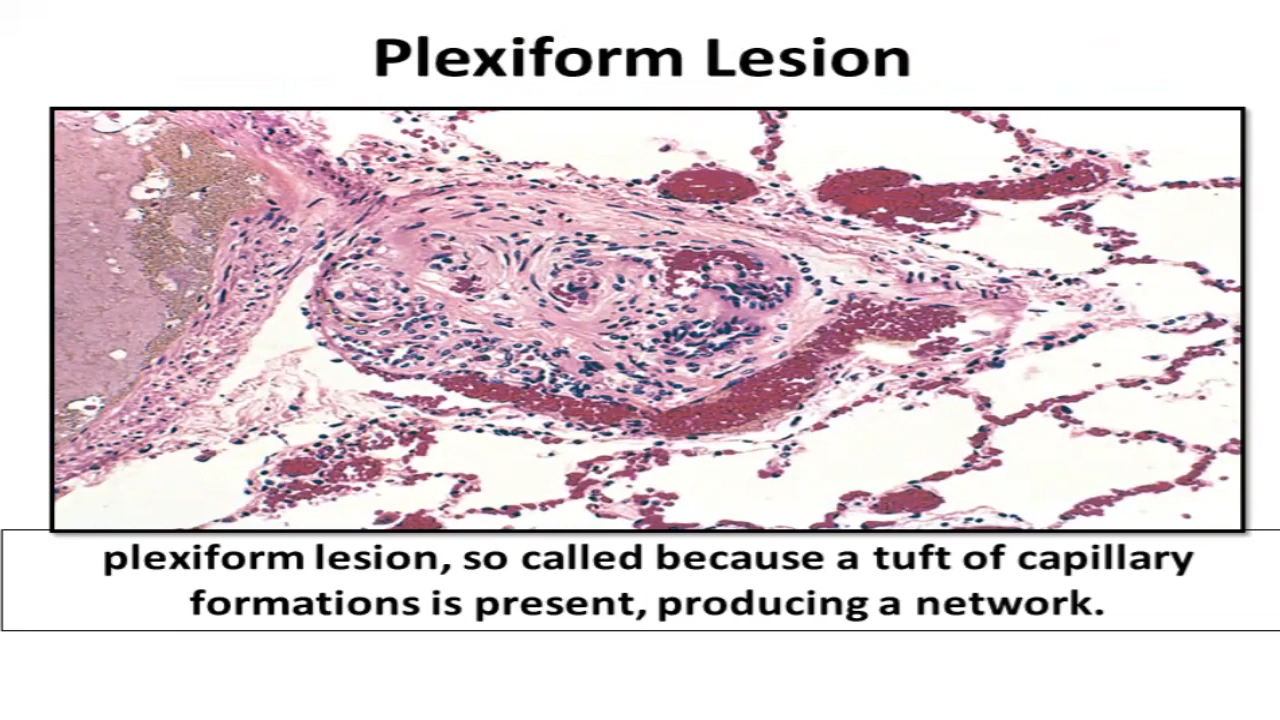 Plexiform Lesion
plexiform lesion, so called because a tuft of capillary
formations is present, producing a network.